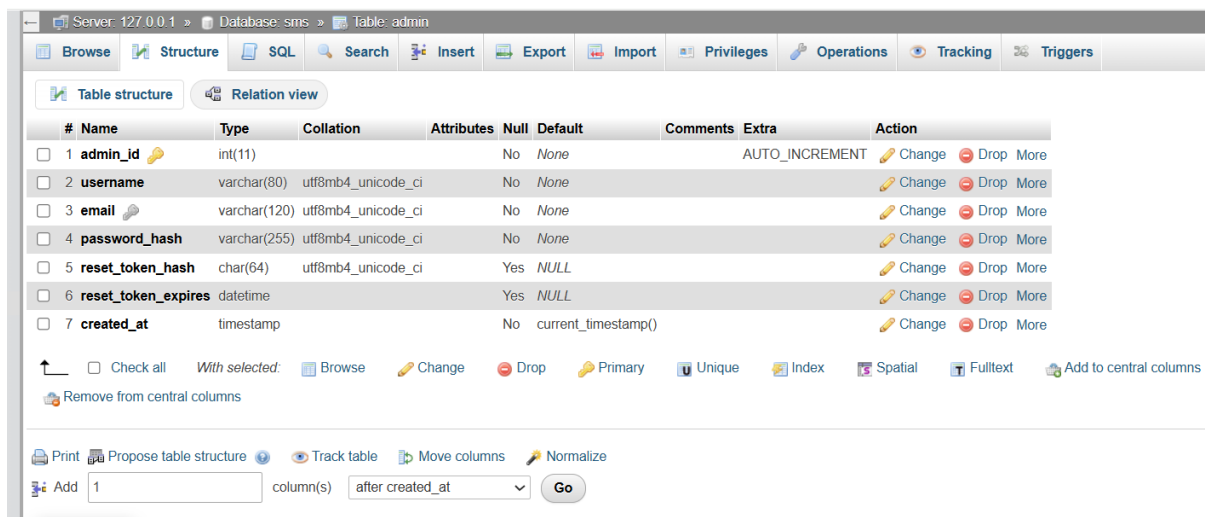 ← Server: 127.0.0.1 » Database: sms » Table: admin
Browse Structure SQL Search Insert Export Import Privileges Operations Tracking Triggers
Table structure Relation view
# Name Type Collation Attributes Null Default Comments Extra Action
1 admin_id int(11) No None AUTO_INCREMENT Change Drop More
2 username varchar(80) utf8mb4_unicode_ci No None Change Drop More
3 email varchar(120) utf8mb4_unicode_ci No None Change Drop More
4 password_hash varchar(255) utf8mb4_unicode_ci No None Change Drop More
5 reset_token_hash char(64) utf8mb4_unicode_ci Yes NULL Change Drop More
6 reset_token_expires datetime Yes NULL Change Drop More
7 created_at timestamp No current_timestamp() Change Drop More
Check all With selected: Browse Change Drop Primary Unique Index Spatial Fulltext Add to central columns
Remove from central columns
Print Propose table structure Track table Move columns Normalize
Add 1 column(s) after created_at Go